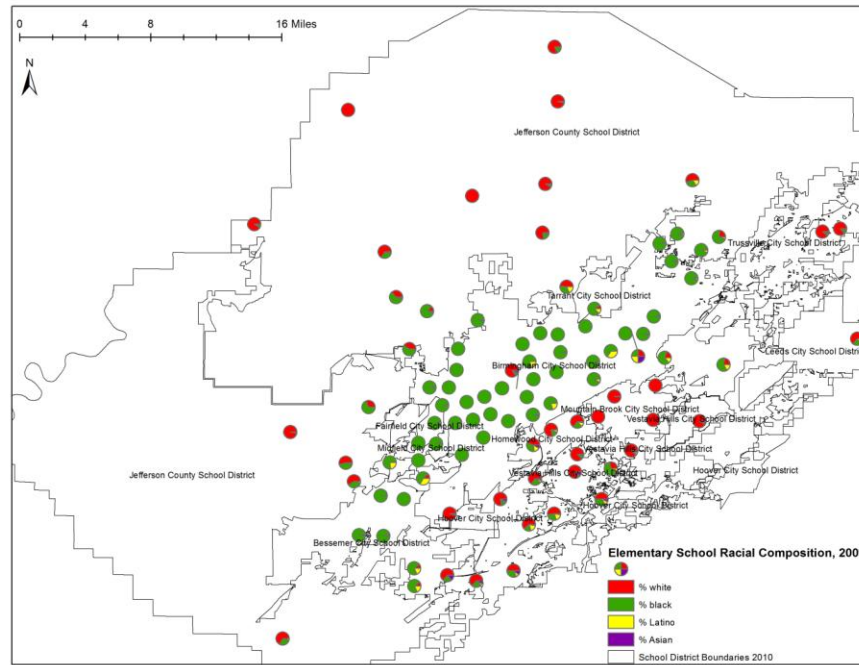 0 4 8 16 Miles
N
Jefferson County School District
Trussville City School District
Tarrant City School District
Leeds City School District
Birmingham City School District
Mountain Brook City School District
Vestavia Hills City School District
Fairfield City School District
Homewood City School District
Midfield City School District
Vestavia Hills City School District
Hoover City School District
Vestavia Hills City School District
Jefferson County School District
Hoover City School District
Hoover City School District
Bessemer City School District
Elementary School Racial Composition, 200
% white
% black
% Latino
% Asian
School District Boundaries 2010